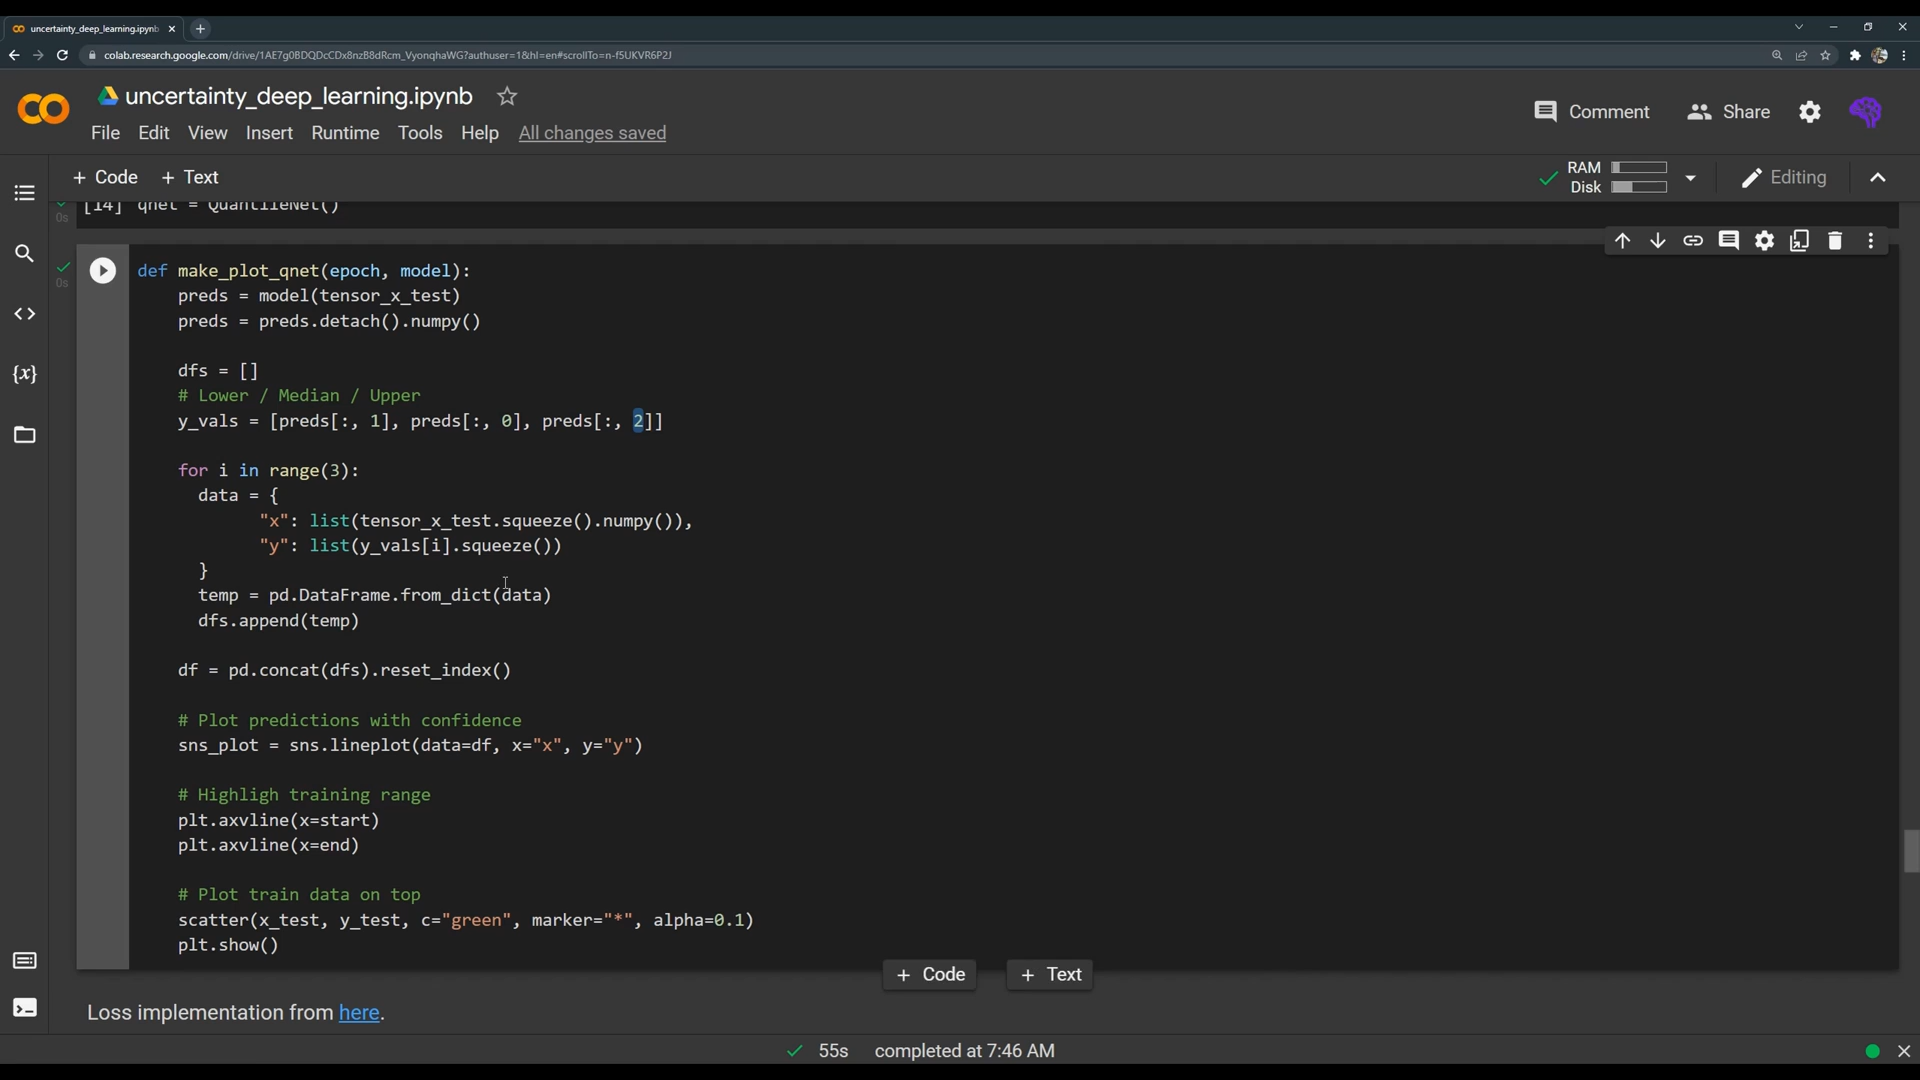 uncertainty_deep_learning.ipynb
colab.research.google.com/drive/1AE7g0BDQDcCDx8nzB8dRcm_VyonqhaWG?authuser=1&hl=en#scrollTo=n-f5UKVR6P2J
uncertainty_deep_learning.ipynb
Comment
Share
File Edit View Insert Runtime Tools Help All changes saved
+ Code + Text
RAM
Disk
Editing
[14] qnet = QuantileNet()
0s
0s
def make_plot_qnet(epoch, model):
preds = model(tensor_x_test)
preds = preds.detach().numpy()
dfs = []
# Lower / Median / Upper
y_vals = [preds[:, 1], preds[:, 0], preds[:, 2]]
for i in range(3):
data = {
"x": list(tensor_x_test.squeeze().numpy()),
"y": list(y_vals[i].squeeze())
}
temp = pd.DataFrame.from_dict(data)
dfs.append(temp)
df = pd.concat(dfs).reset_index()
# Plot predictions with confidence
sns_plot = sns.lineplot(data=df, x="x", y="y")
# Highligh training range
plt.axvline(x=start)
plt.axvline(x=end)
# Plot train data on top
scatter(x_test, y_test, c="green", marker="*", alpha=0.1)
plt.show()
+ Code + Text
Loss implementation from here.
55s completed at 7:46 AM